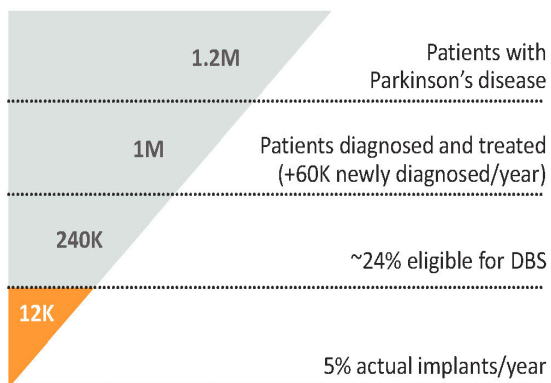 1.2M
Patients with
Parkinson’s disease
1M
Patients diagnosed and treated
(+60K newly diagnosed/year)
240K
~24% eligible for DBS
12K
5% actual implants/year